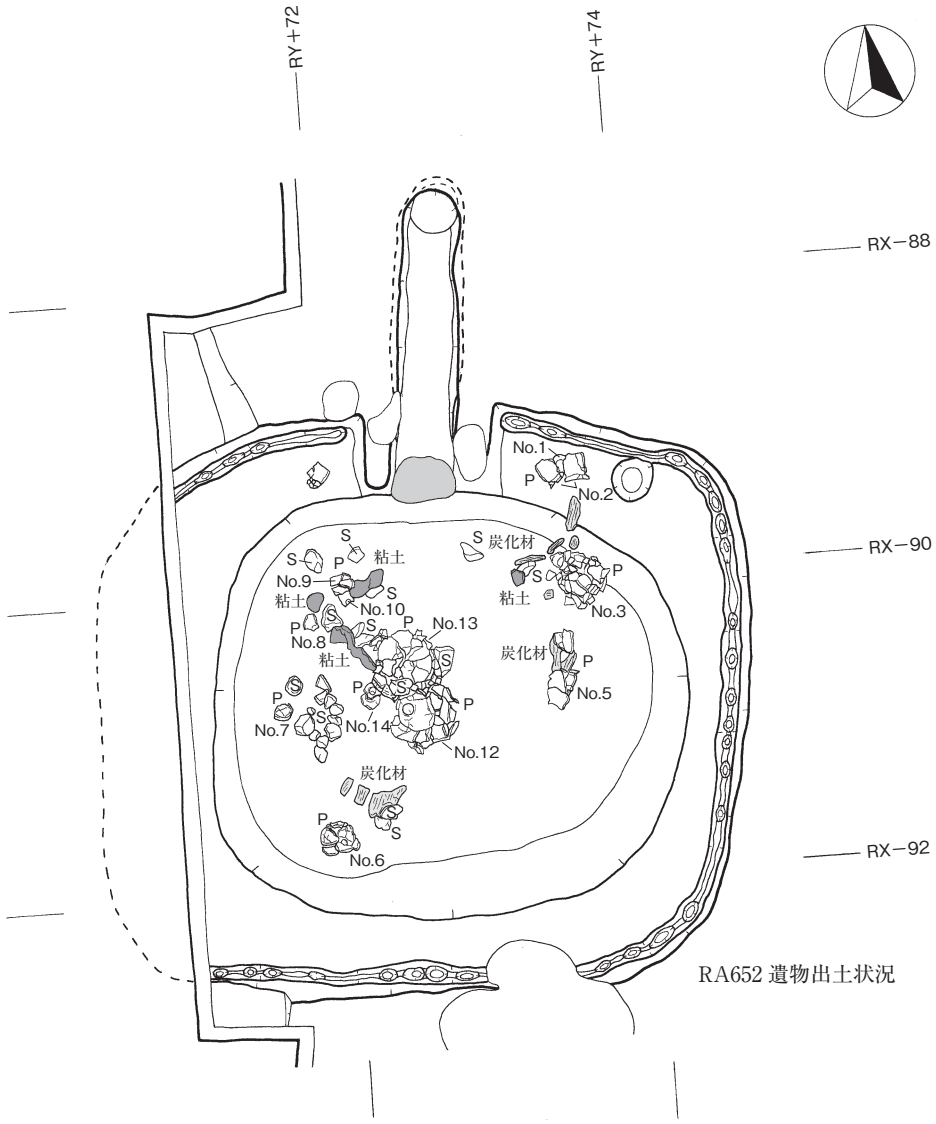 RY+72
RY+74
RX-88
No.1
P
No.2
RX-90
S
S
P
粘土
No.9
S
No.10
S
炭化材
S
P
粘土
No.3
粘土
P
S
S
No.8
粘土
P
No.13
S
炭化材
P
No.5
S
P
No.7
S
P
S
No.14
P
No.12
炭化材
S
S
P
No.6
RX-92
RA652 遺物出土状況